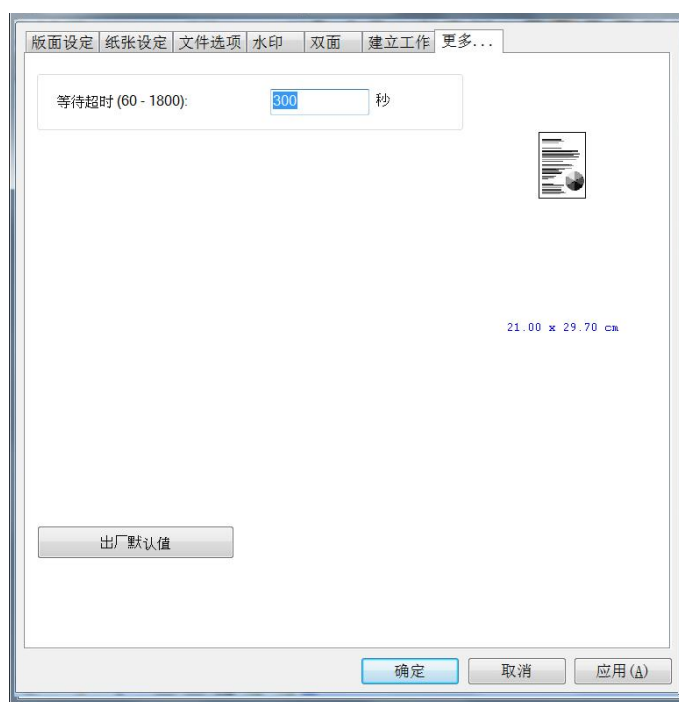 版面设定 纸张设定 文件选项 水印 双面 建立工作 更多...
等待超时 (60 - 1800): 300 秒
21.00 x 29.70 cm
出厂默认值
确定 取消 应用(A)